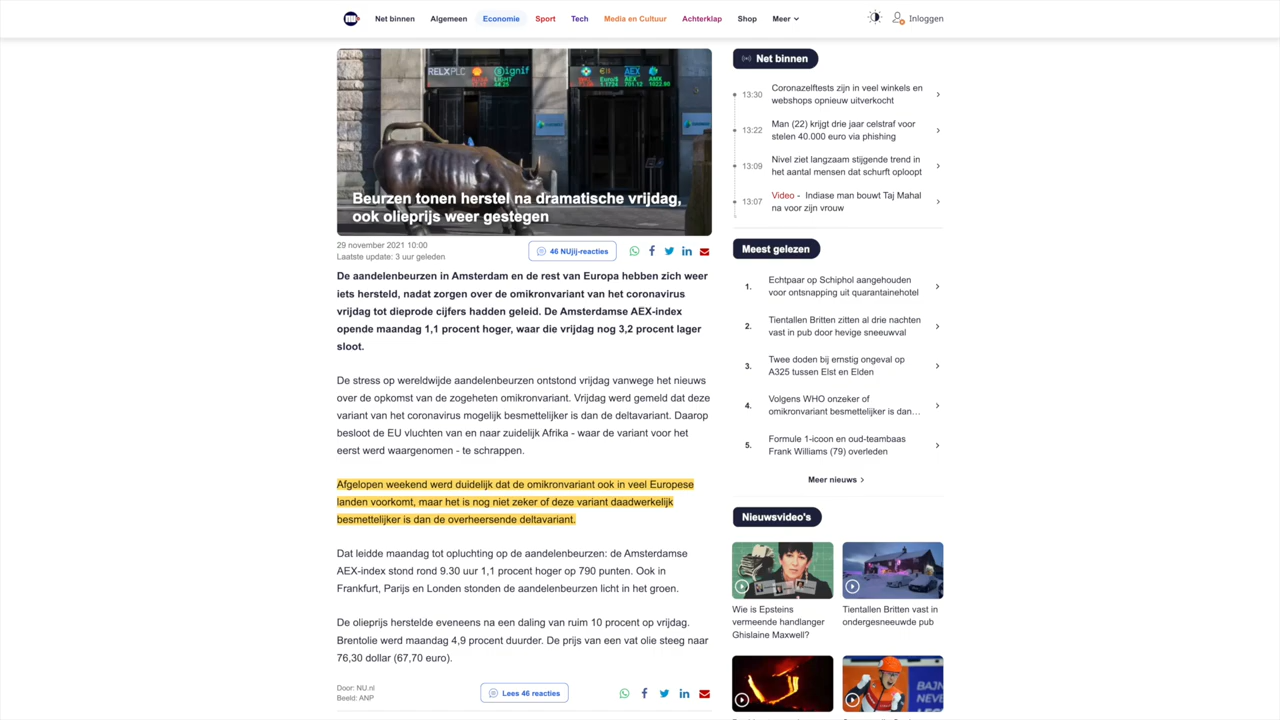 NU
Net binnen
Algemeen
Economie
Sport
Tech
Media en Cultuur
Achterklap
Shop
Meer
Inloggen
RELX PLC
AEX
Beurzen tonen herstel na dramatische vrijdag,
ook olieprijs weer gestegen
29 november 2021 10:00
Laatste update: 3 uur geleden
46 NUjij-reacties
De aandelenbeurzen in Amsterdam en de rest van Europa hebben zich weer
iets hersteld, nadat zorgen over de omikronvariant van het coronavirus
vrijdag tot dieprode cijfers hadden geleid. De Amsterdamse AEX-index
opende maandag 1,1 procent hoger, waar die vrijdag nog 3,2 procent lager
sloot.
De stress op wereldwijde aandelenbeurzen ontstond vrijdag vanwege het nieuws
over de opkomst van de zogeheten omikronvariant. Vrijdag werd gemeld dat deze
variant van het coronavirus mogelijk besmettelijker is dan de deltavariant. Daarop
besloot de EU vluchten van en naar zuidelijk Afrika - waar de variant voor het
eerst werd waargenomen - te schrappen.
Afgelopen weekend werd duidelijk dat de omikronvariant ook in veel Europese
landen voorkomt, maar het is nog niet zeker of deze variant daadwerkelijk
besmettelijker is dan de overheersende deltavariant.
Dat leidde maandag tot opluchting op de aandelenbeurzen: de Amsterdamse
AEX-index stond rond 9.30 uur 1,1 procent hoger op 790 punten. Ook in
Frankfurt, Parijs en Londen stonden de aandelenbeurzen licht in het groen.
De olieprijs herstelde eveneens na een daling van ruim 10 procent op vrijdag.
Brentolie werd maandag 4,9 procent duurder. De prijs van een vat olie steeg naar
76,30 dollar (67,70 euro).
Door: NU.nl
Beeld: ANP
Lees 46 reacties
Net binnen
13:30
Coronazelftests zijn in veel winkels en
webshops opnieuw uitverkocht
13:22
Man (22) krijgt drie jaar celstraf voor
stelen 40.000 euro via phishing
13:09
Nivel ziet langzaam stijgende trend in
het aantal mensen dat schurft oploopt
13:07
Video - Indiase man bouwt Taj Mahal
na voor zijn vrouw
Meest gelezen
1.
Echtpaar op Schiphol aangehouden
voor ontsnapping uit quarantainehotel
2.
Tientallen Britten zitten al drie nachten
vast in pub door hevige sneeuwval
3.
Twee doden bij ernstig ongeval op
A325 tussen Elst en Elden
4.
Volgens WHO onzeker of
omikronvariant besmettelijker is dan…
5.
Formule 1-icoon en oud-teambaas
Frank Williams (79) overleden
Meer nieuws
Nieuwsvideo's
Wie is Epsteins
vermeende handlanger
Ghislaine Maxwell?
Tientallen Britten vast in
ondergesneeuwde pub